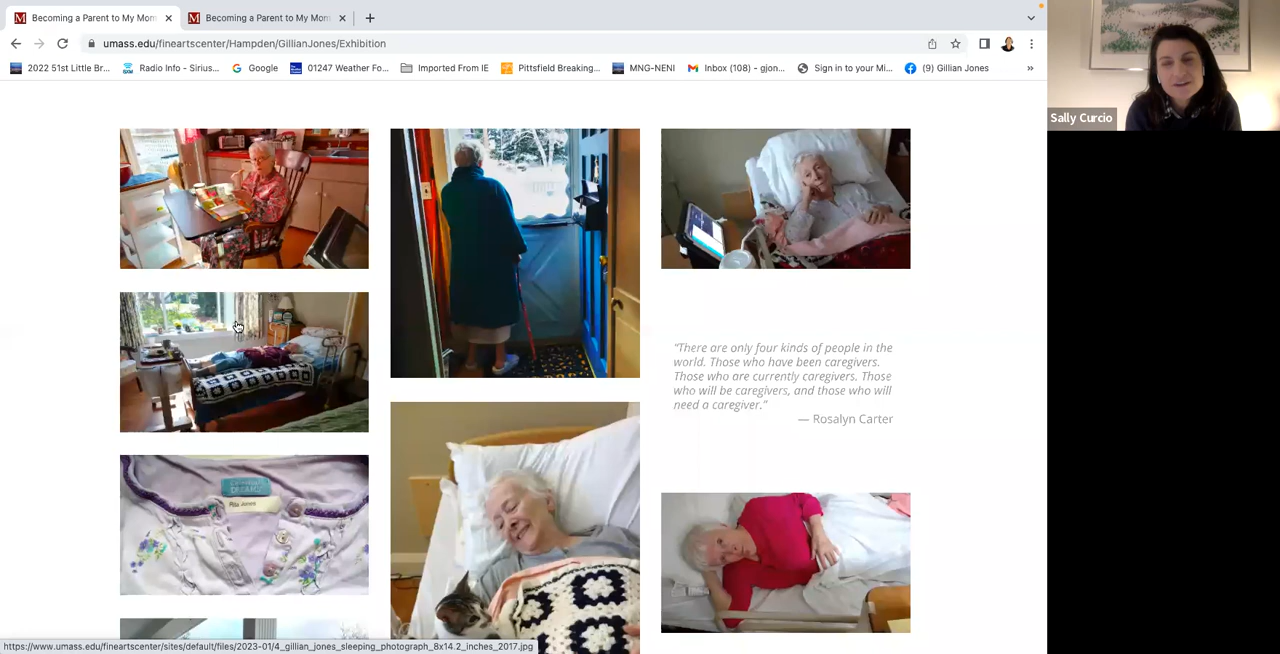 Becoming a Parent to My Mom
Becoming a Parent to My Mom
umass.edu/fineartscenter/Hampden/GillianJones/Exhibition
2022 51st Little Br...
Radio Info - Sirius...
Google
01247 Weather Fo...
Imported From IE
Pittsfield Breaking...
MNG-NENI
Inbox (108) - gjon...
Sign in to your Mi...
(9) Gillian Jones
»
Sally Curcio
"There are only four kinds of people in the
world. Those who have been caregivers.
Those who are currently caregivers. Those
who will be caregivers, and those who will
need a caregiver."
— Rosalyn Carter
Rita Jones
https://www.umass.edu/fineartscenter/sites/default/files/2023-01/4_gillian_jones_sleeping_photograph_8x14.2_inches_2017.jpg